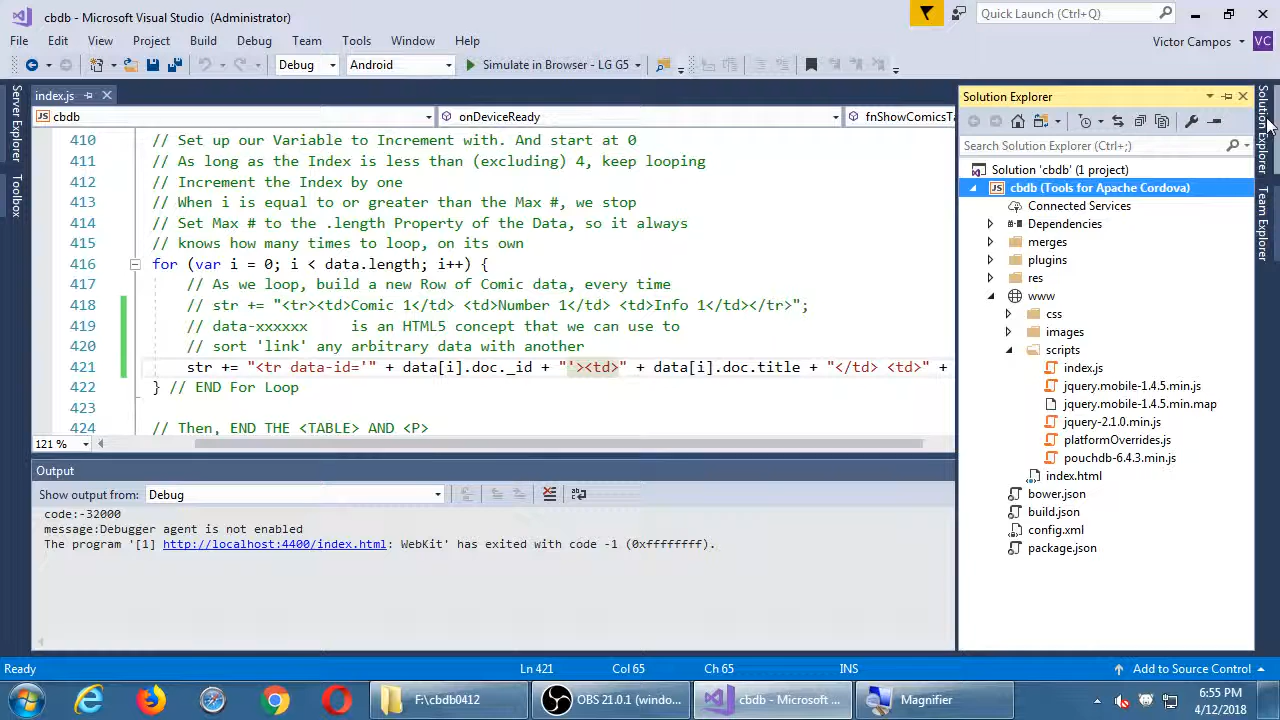 cbdb - Microsoft Visual Studio (Administrator)
Quick Launch (Ctrl+Q)
File Edit View Project Build Debug Team Tools Window Help
Victor Campos VC
Debug Android Simulate in Browser - LG G5
Server Explorer
Toolbox
index.js
cbdb onDeviceReady fnShowComicsTa
410 // Set up our Variable to Increment with. And start at 0
411 // As long as the Index is less than (excluding) 4, keep looping
412 // Increment the Index by one
413 // When i is equal to or greater than the Max #, we stop
414 // Set Max # to the .length Property of the Data, so it always
415 // knows how many times to loop, on its own
416 for (var i = 0; i < data.length; i++) {
417 // As we loop, build a new Row of Comic data, every time
418 // str += "<tr><td>Comic 1</td> <td>Number 1</td> <td>Info 1</td></tr>";
419 // data-xxxxxx is an HTML5 concept that we can use to
420 // sort 'link' any arbitrary data with another
421 str += "<tr data-id='" + data[i].doc._id + "'><td>" + data[i].doc.title + "</td> <td>" +
422 } // END For Loop
423
424 // Then, END THE <TABLE> AND <P>
121 %
Output
Show output from: Debug
code:-32000
message:Debugger agent is not enabled
The program '[1] http://localhost:4400/index.html: WebKit' has exited with code -1 (0xffffffff).
Solution Explorer
Search Solution Explorer (Ctrl+;)
Solution 'cbdb' (1 project)
JS cbdb (Tools for Apache Cordova)
Connected Services
Dependencies
merges
plugins
res
www
css
images
scripts
index.js
jquery.mobile-1.4.5.min.js
jquery.mobile-1.4.5.min.map
jquery-2.1.0.min.js
platformOverrides.js
pouchdb-6.4.3.min.js
index.html
bower.json
build.json
config.xml
package.json
Solution Explorer
Team Explorer
Ready Ln 421 Col 65 Ch 65 INS Add to Source Control
F:\cbdb0412 OBS 21.0.1 (windo... cbdb - Microsoft ... Magnifier
6:55 PM
4/12/2018